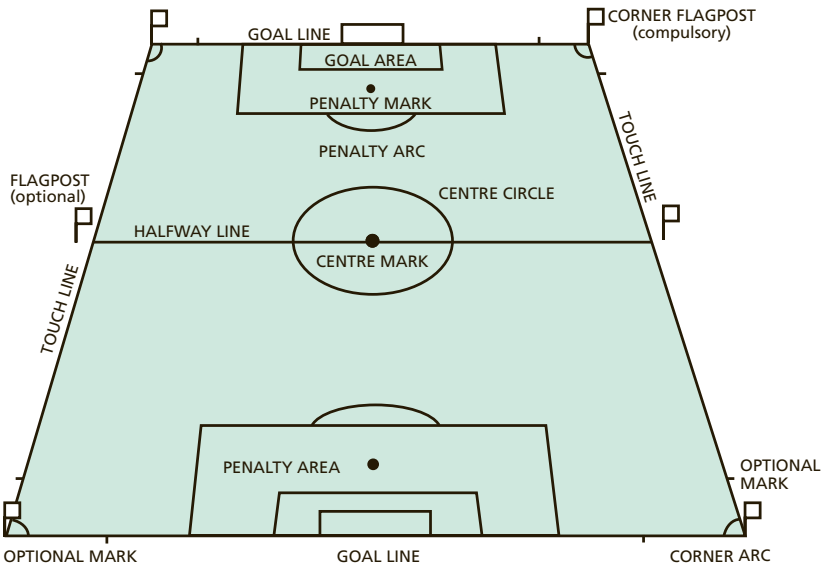 GOAL LINE
CORNER FLAGPOST
(compulsory)
GOAL AREA
PENALTY MARK
PENALTY ARC
TOUCH LINE
FLAGPOST
(optional)
CENTRE CIRCLE
HALFWAY LINE
CENTRE MARK
TOUCH LINE
PENALTY AREA
OPTIONAL
MARK
OPTIONAL MARK
GOAL LINE
CORNER ARC